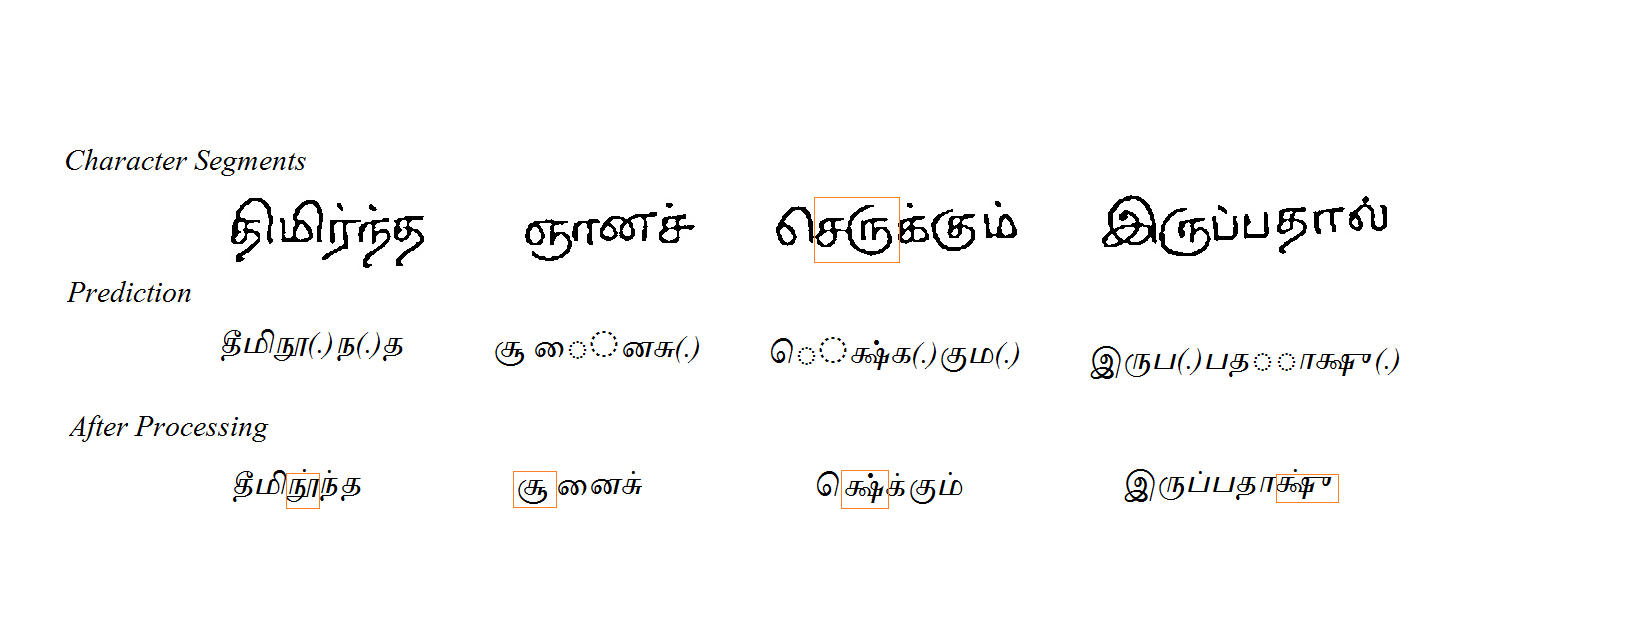 Character Segments
திமிர்ந்த ஞானச் செருக்கும் இருப்பதால்
Prediction
தீமிநூ(.)ந(.)த சூ னை◌னசு(.) ெ◌க்ஷ்க(.)கும(.) இருப(.)பத◌ாக்ஷு(.)
After Processing
தீமிநூ்ந்த சூனைச் செக்ஷ்க்கும் இருப்பதாக்ஷு்